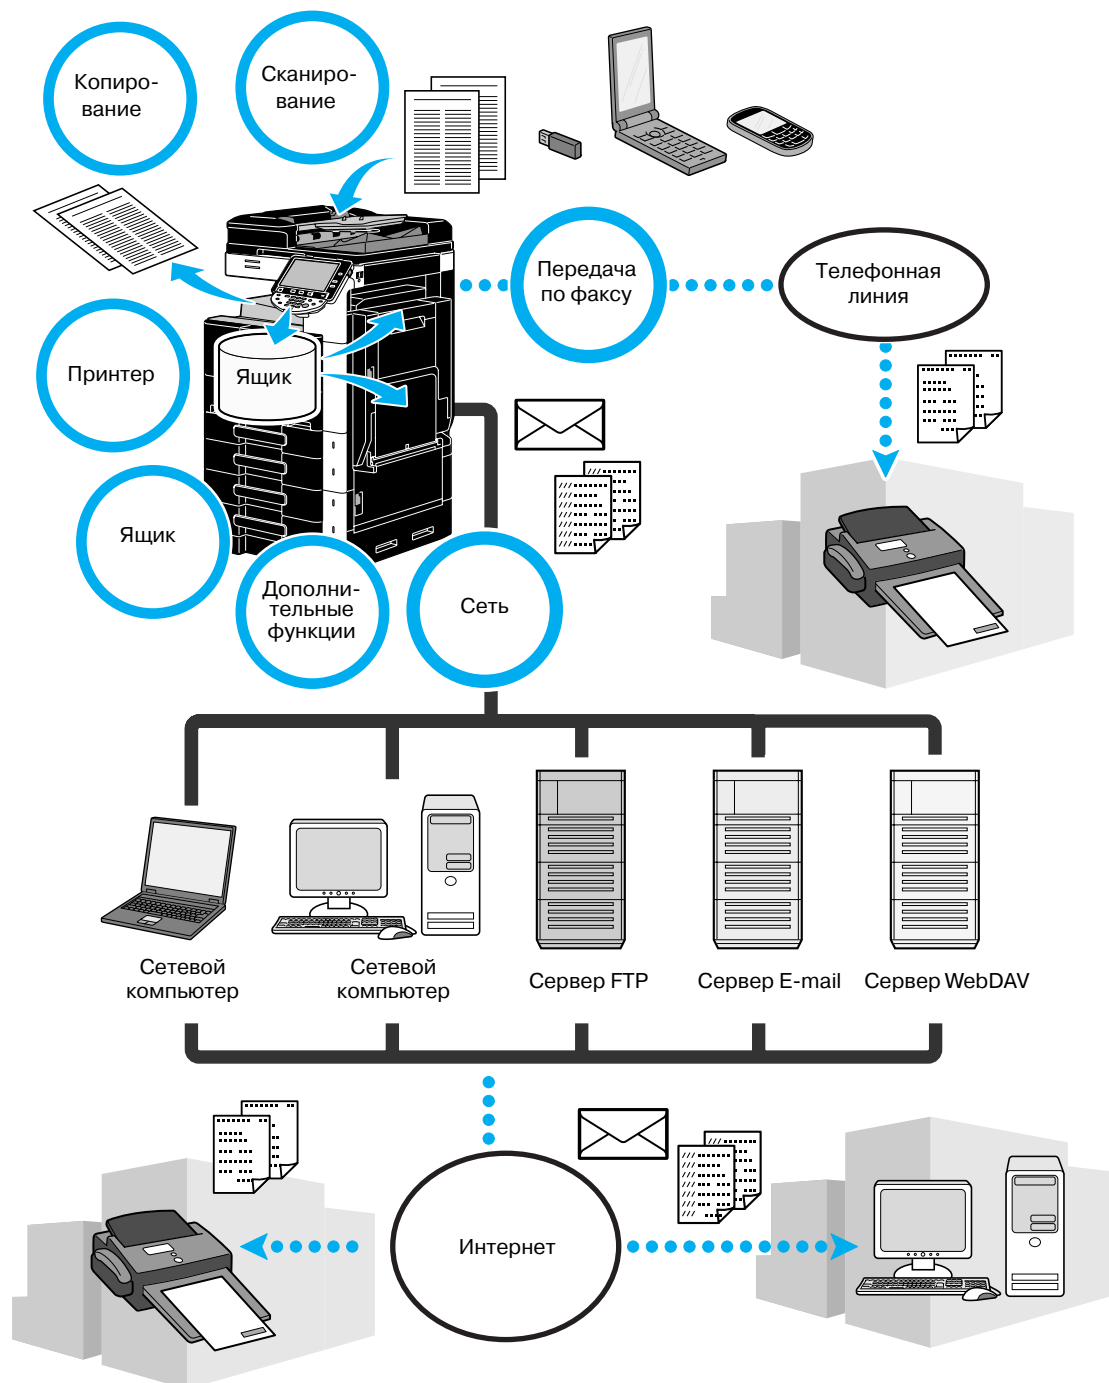 Копиро-
вание
Сканиро-
вание
Передача
по факсу
Телефонная
линия
Принтер
Ящик
Ящик
Дополни-
тельные
функции
Сеть
Сетевой
компьютер
Сетевой
компьютер
Сервер FTP
Сервер E-mail
Сервер WebDAV
Интернет